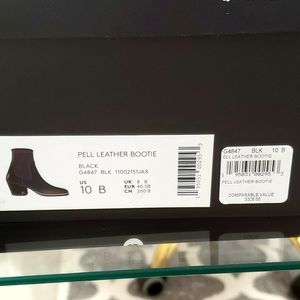 PELL LEATHER BOOTIE
BLACK
G4847 BLK 11002151JAX
US
10 B
UK 8 B
EUR 40.5B
CN 260 B
G4847 BLK 10 B
ELL LEATHER BOOTIE
PELL LEATHER BOOTIE
COMPARABLE VALUE